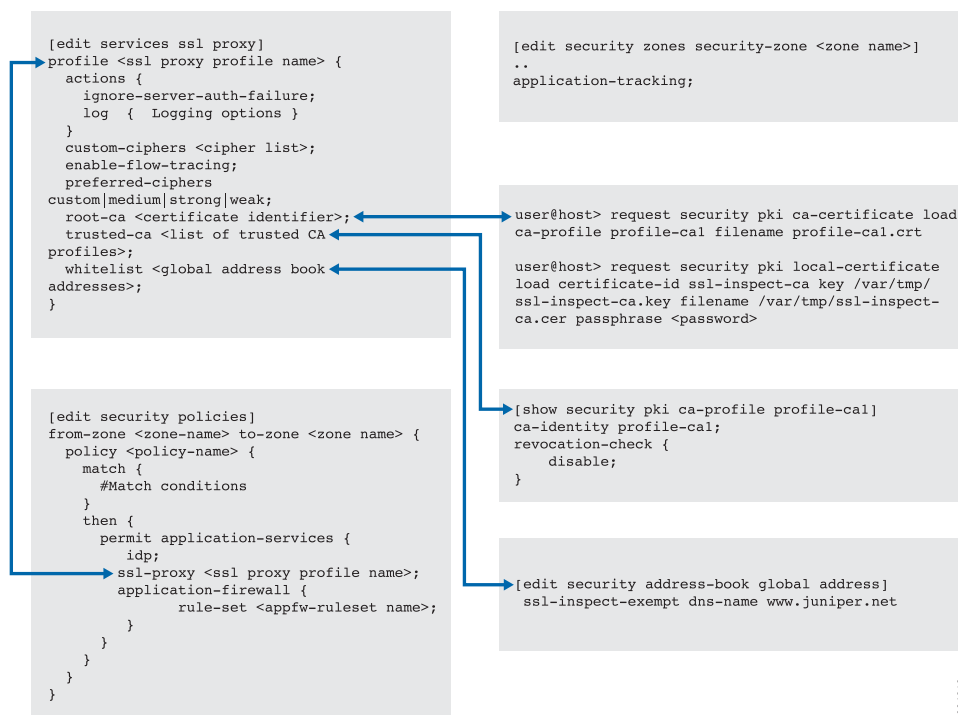 [edit services ssl proxy]
profile <ssl proxy profile name> {
actions {
ignore-server-auth-failure;
log { Logging options }
}
custom-ciphers <cipher list>;
enable-flow-tracing;
preferred-ciphers
custom|medium|strong|weak;
root-ca <certificate identifier>;
trusted-ca <list of trusted CA
profiles>;
whitelist <global address book
addresses>;
}
[edit security policies]
from-zone <zone-name> to-zone <zone name> {
policy <policy-name> {
match {
#Match conditions
}
then {
permit application-services {
idp;
ssl-proxy <ssl proxy profile name>;
application-firewall {
rule-set <appfw-ruleset name>;
}
}
}
}
}
[edit security zones security-zone <zone name>]
..
application-tracking;
user@host> request security pki ca-certificate load
ca-profile profile-ca1 filename profile-ca1.crt
user@host> request security pki local-certificate
load certificate-id ssl-inspect-ca key /var/tmp/
ssl-inspect-ca.key filename /var/tmp/ssl-inspect-
ca.cer passphrase <password>
[show security pki ca-profile profile-ca1]
ca-identity profile-ca1;
revocation-check {
disable;
}
[edit security address-book global address]
ssl-inspect-exempt dns-name www.juniper.net